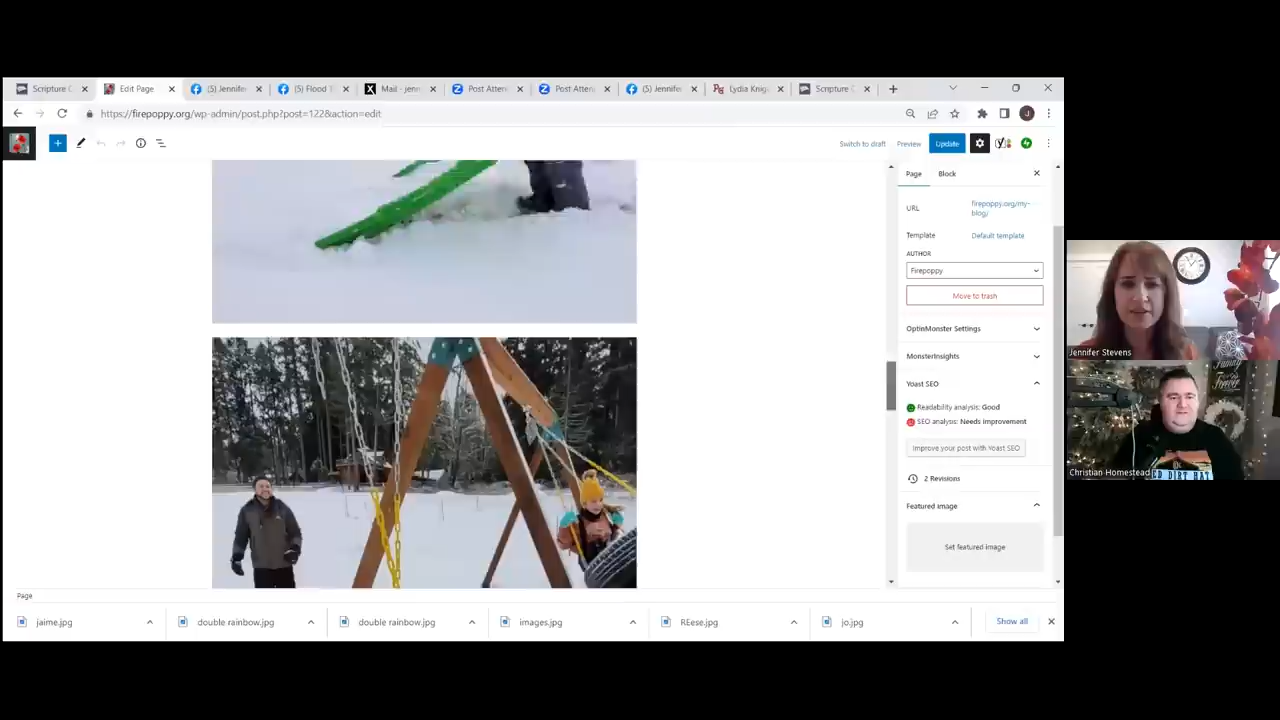 Scripture C
Edit Page
(5) Jennifer
(5) Flood T
Mail - jenn
Post Atten
Post Atten
(5) Jennifer
Lydia Knig
Scripture C
https://firepoppy.org/wp-admin/post.php?post=122&action=edit
J
Switch to draft
Preview
Update
Page
Block
URL
firepoppy.org/my-
blog/
Template
Default template
AUTHOR
Firepoppy
Move to trash
OptinMonster Settings
MonsterInsights
Yoast SEO
Readability analysis: Good
SEO analysis: Needs improvement
Improve your post with Yoast SEO
2 Revisions
Featured image
Set featured image
Page
jaime.jpg
double rainbow.jpg
double rainbow.jpg
images.jpg
REese.jpg
jo.jpg
Show all
Jennifer Stevens
Family
Forever
Christian Homestead